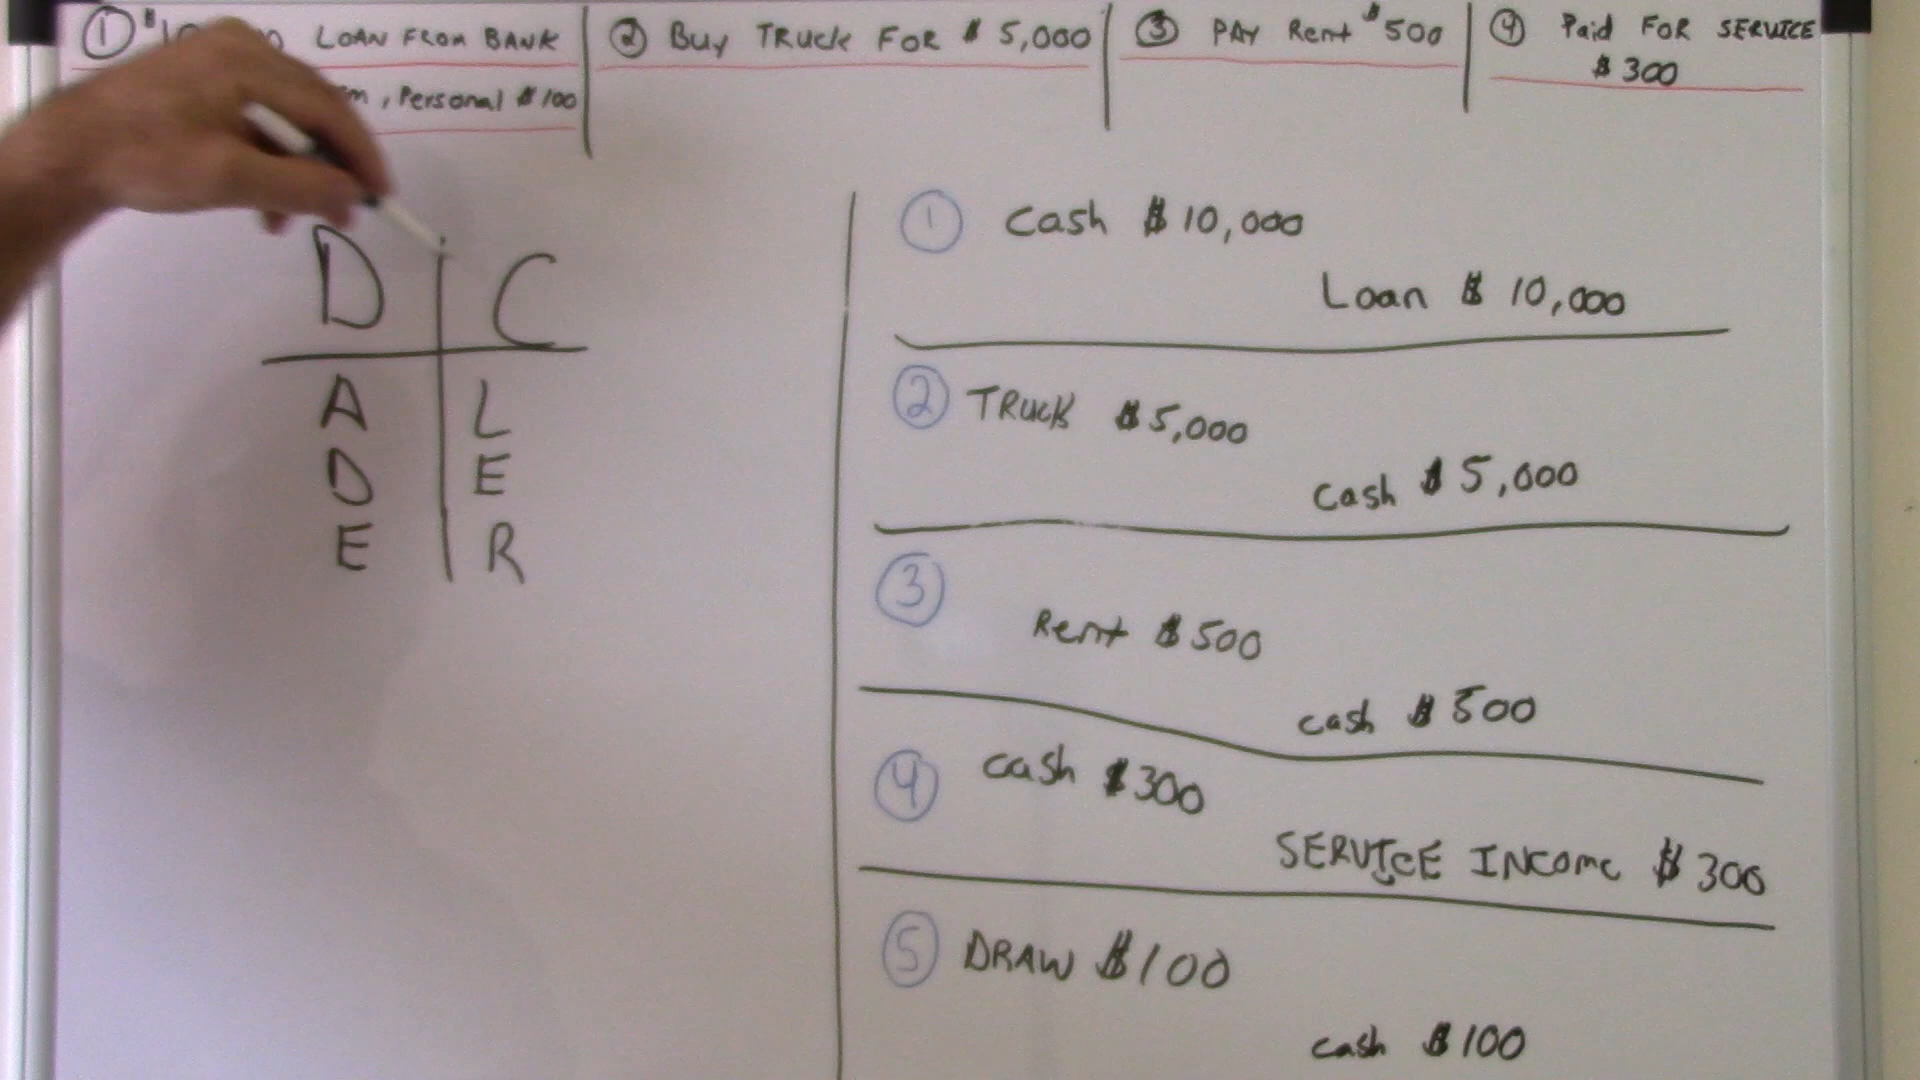 ① $10 LOAN FROM BANK
, Personal $100
② Buy TRUCK FOR $ 5,000
③ PAY Rent $500
④ Paid FOR SERVICE
$ 300
D C
A L
D E
E R
① Cash $10,000
Loan $ 10,000
② TRUCK $5,000
Cash $5,000
③
Rent $500
cash $500
④ cash $300
SERVICE INCOME $300
⑤ DRAW $100
cash $100